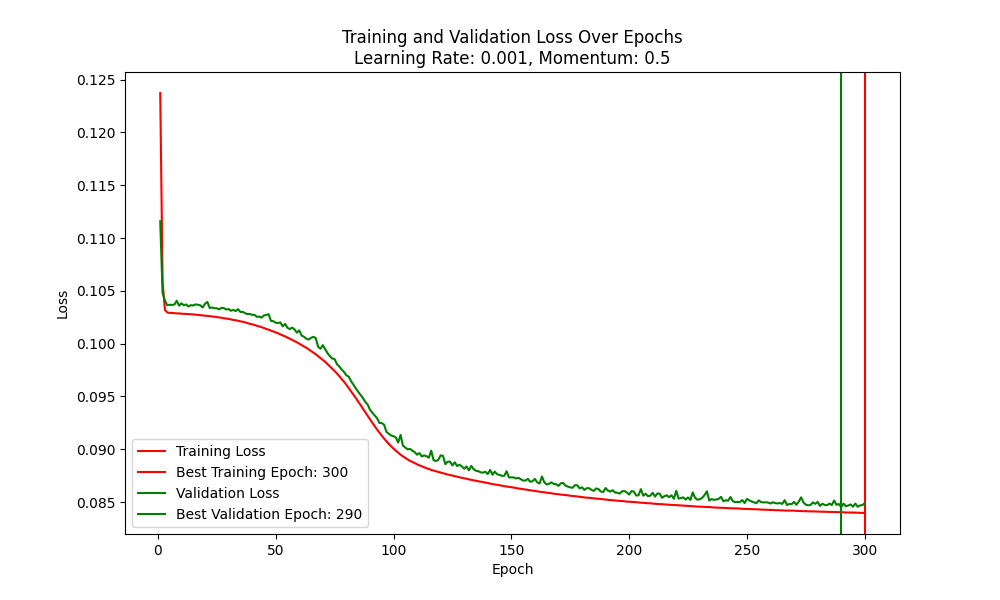 Training and Validation Loss Over Epochs
Learning Rate: 0.001, Momentum: 0.5
0.125
0.120
0.115
0.110
0.105
0.100
0.095
0.090
0.085
Loss
Training Loss
Best Training Epoch: 300
Validation Loss
Best Validation Epoch: 290
0 50 100 150 200 250 300
Epoch